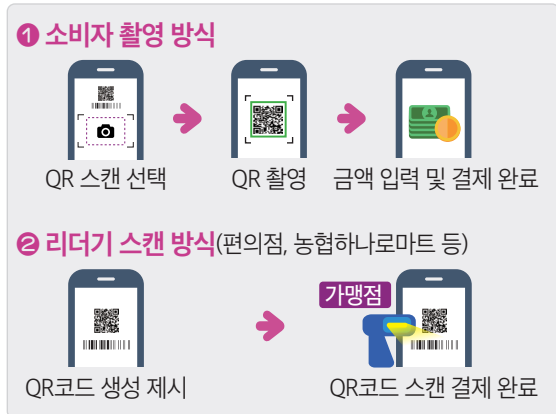 ❶ 소비자 촬영 방식
QR 스캔 선택
QR 촬영
금액 입력 및 결제 완료
❷ 리더기 스캔 방식(편의점, 농협하나로마트 등)
가맹점
QR코드 생성 제시
QR코드 스캔 결제 완료